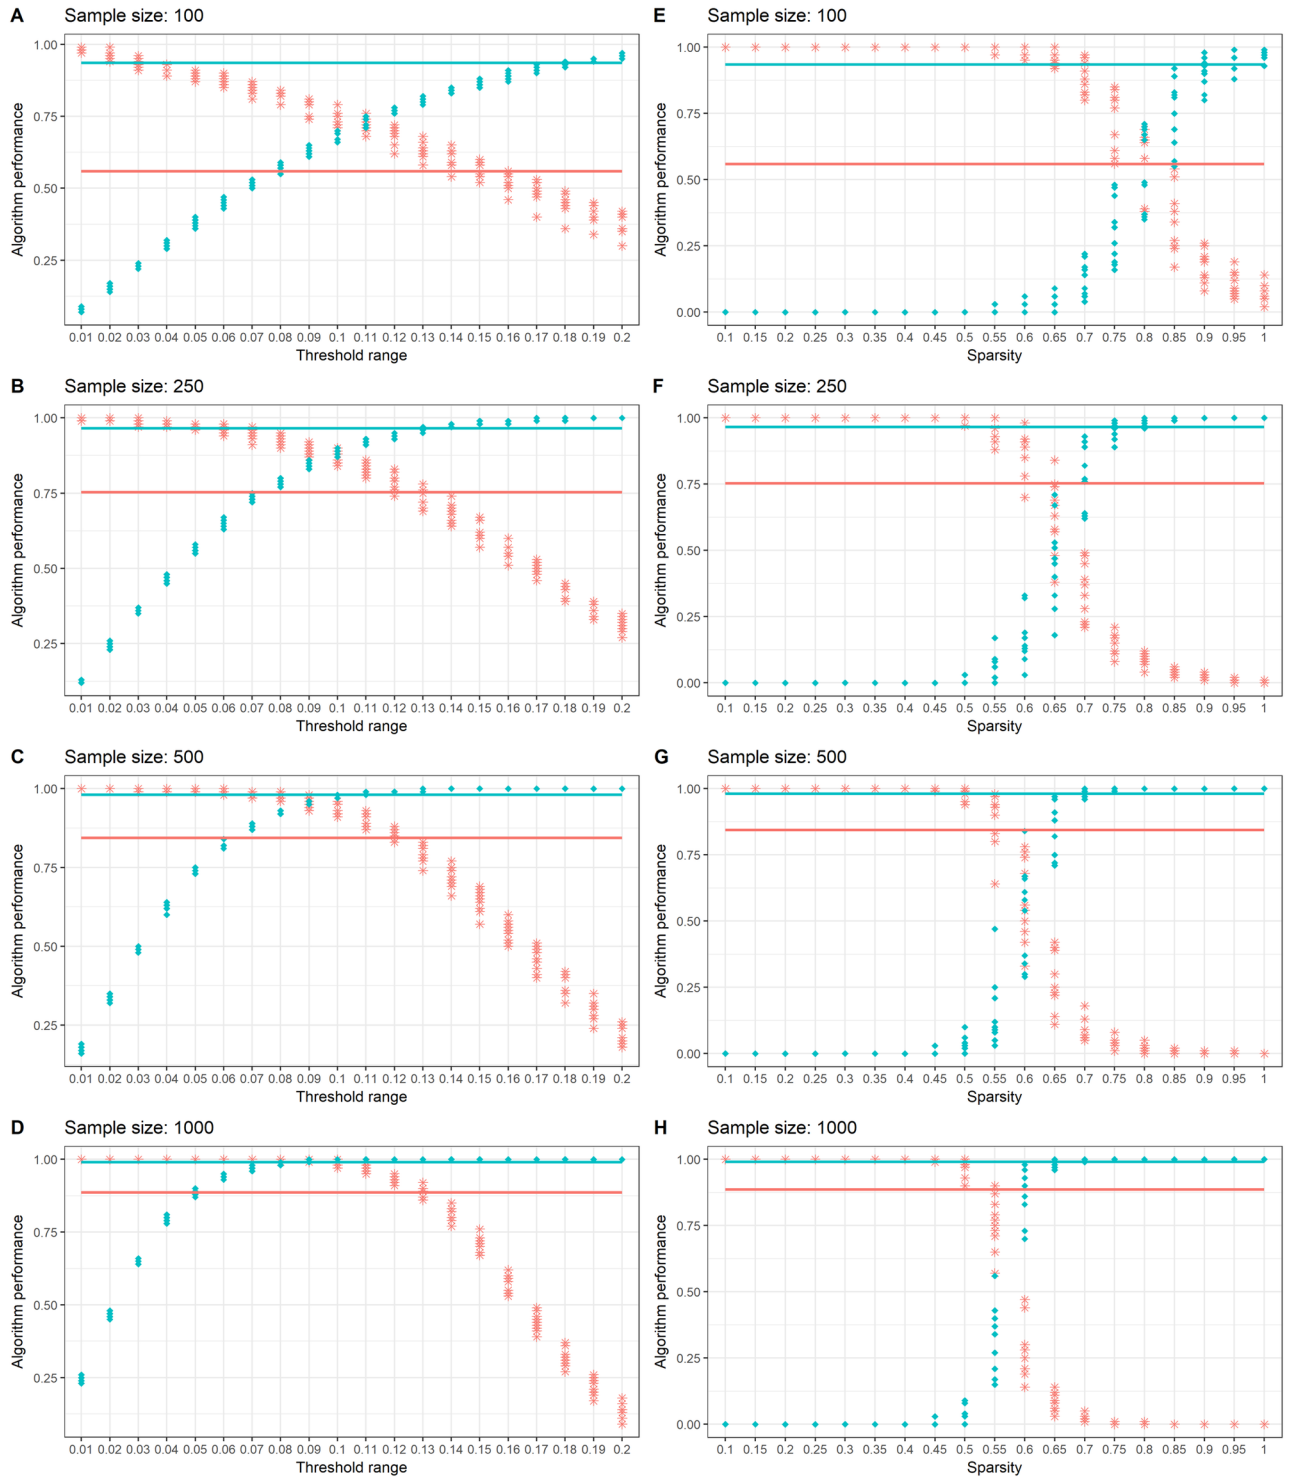 A Sample size: 100
1.00
0.75
0.50
0.25
Algorithm performance
0.01 0.02 0.03 0.04 0.05 0.06 0.07 0.08 0.09 0.1 0.11 0.12 0.13 0.14 0.15 0.16 0.17 0.18 0.19 0.2
Threshold range
E Sample size: 100
1.00
0.75
0.50
0.25
0.00
Algorithm performance
0.1 0.15 0.2 0.25 0.3 0.35 0.4 0.45 0.5 0.55 0.6 0.65 0.7 0.75 0.8 0.85 0.9 0.95 1
Sparsity
B Sample size: 250
1.00
0.75
0.50
0.25
Algorithm performance
0.01 0.02 0.03 0.04 0.05 0.06 0.07 0.08 0.09 0.1 0.11 0.12 0.13 0.14 0.15 0.16 0.17 0.18 0.19 0.2
Threshold range
F Sample size: 250
1.00
0.75
0.50
0.25
0.00
Algorithm performance
0.1 0.15 0.2 0.25 0.3 0.35 0.4 0.45 0.5 0.55 0.6 0.65 0.7 0.75 0.8 0.85 0.9 0.95 1
Sparsity
C Sample size: 500
1.00
0.75
0.50
0.25
Algorithm performance
0.01 0.02 0.03 0.04 0.05 0.06 0.07 0.08 0.09 0.1 0.11 0.12 0.13 0.14 0.15 0.16 0.17 0.18 0.19 0.2
Threshold range
G Sample size: 500
1.00
0.75
0.50
0.25
0.00
Algorithm performance
0.1 0.15 0.2 0.25 0.3 0.35 0.4 0.45 0.5 0.55 0.6 0.65 0.7 0.75 0.8 0.85 0.9 0.95 1
Sparsity
D Sample size: 1000
1.00
0.75
0.50
0.25
Algorithm performance
0.01 0.02 0.03 0.04 0.05 0.06 0.07 0.08 0.09 0.1 0.11 0.12 0.13 0.14 0.15 0.16 0.17 0.18 0.19 0.2
Threshold range
H Sample size: 1000
1.00
0.75
0.50
0.25
0.00
Algorithm performance
0.1 0.15 0.2 0.25 0.3 0.35 0.4 0.45 0.5 0.55 0.6 0.65 0.7 0.75 0.8 0.85 0.9 0.95 1
Sparsity